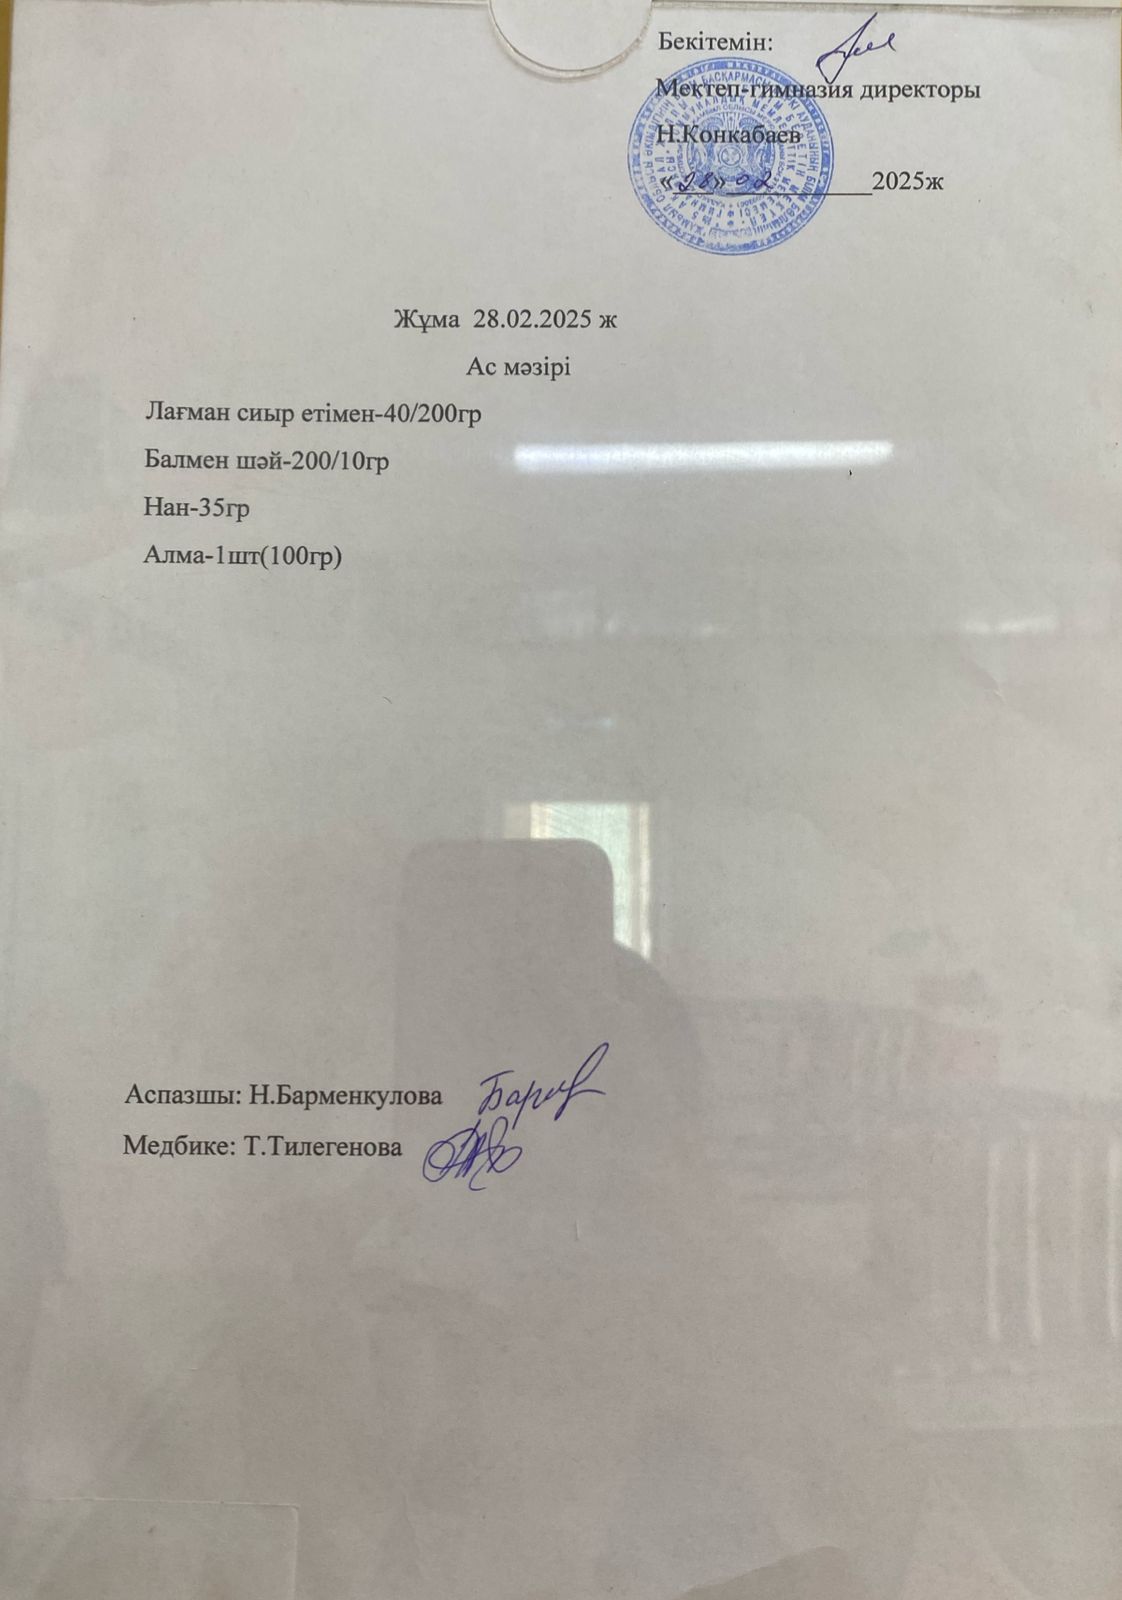 Бекітемін:
Мектеп-гимназия директоры
Н.Конкабаев
«28» 02 2025ж
Жұма 28.02.2025 ж
Ас мәзірі
Лағман сиыр етімен-40/200гр
Балмен шәй-200/10гр
Нан-35гр
Алма-1шт(100гр)
Аспазшы: Н.Барменкулова
Медбике: Т.Тилегенова